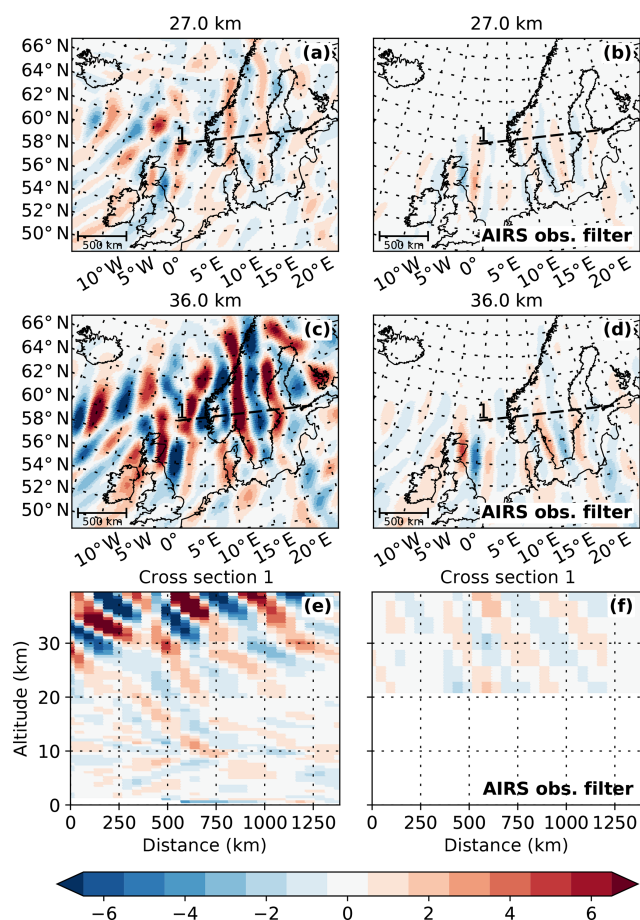 27.0 km
27.0 km
(a)
(b)
66° N
64° N
62° N
60° N
58° N
56° N
54° N
52° N
50° N
1
1
500 km
500 km
AIRS obs. filter
10°W
5°W
0°
5°E
10°E
15°E
20°E
10°W
5°W
0°
5°E
10°E
15°E
20°E
36.0 km
36.0 km
(c)
(d)
66° N
64° N
62° N
60° N
58° N
56° N
54° N
52° N
50° N
1
1
500 km
500 km
AIRS obs. filter
10°W
5°W
0°
5°E
10°E
15°E
20°E
10°W
5°W
0°
5°E
10°E
15°E
20°E
Cross section 1
Cross section 1
(e)
(f)
Altitude (km)
30
20
10
0
AIRS obs. filter
0 250 500 750 1000 1250
0 250 500 750 1000 1250
Distance (km)
Distance (km)
−6 −4 −2 0 2 4 6